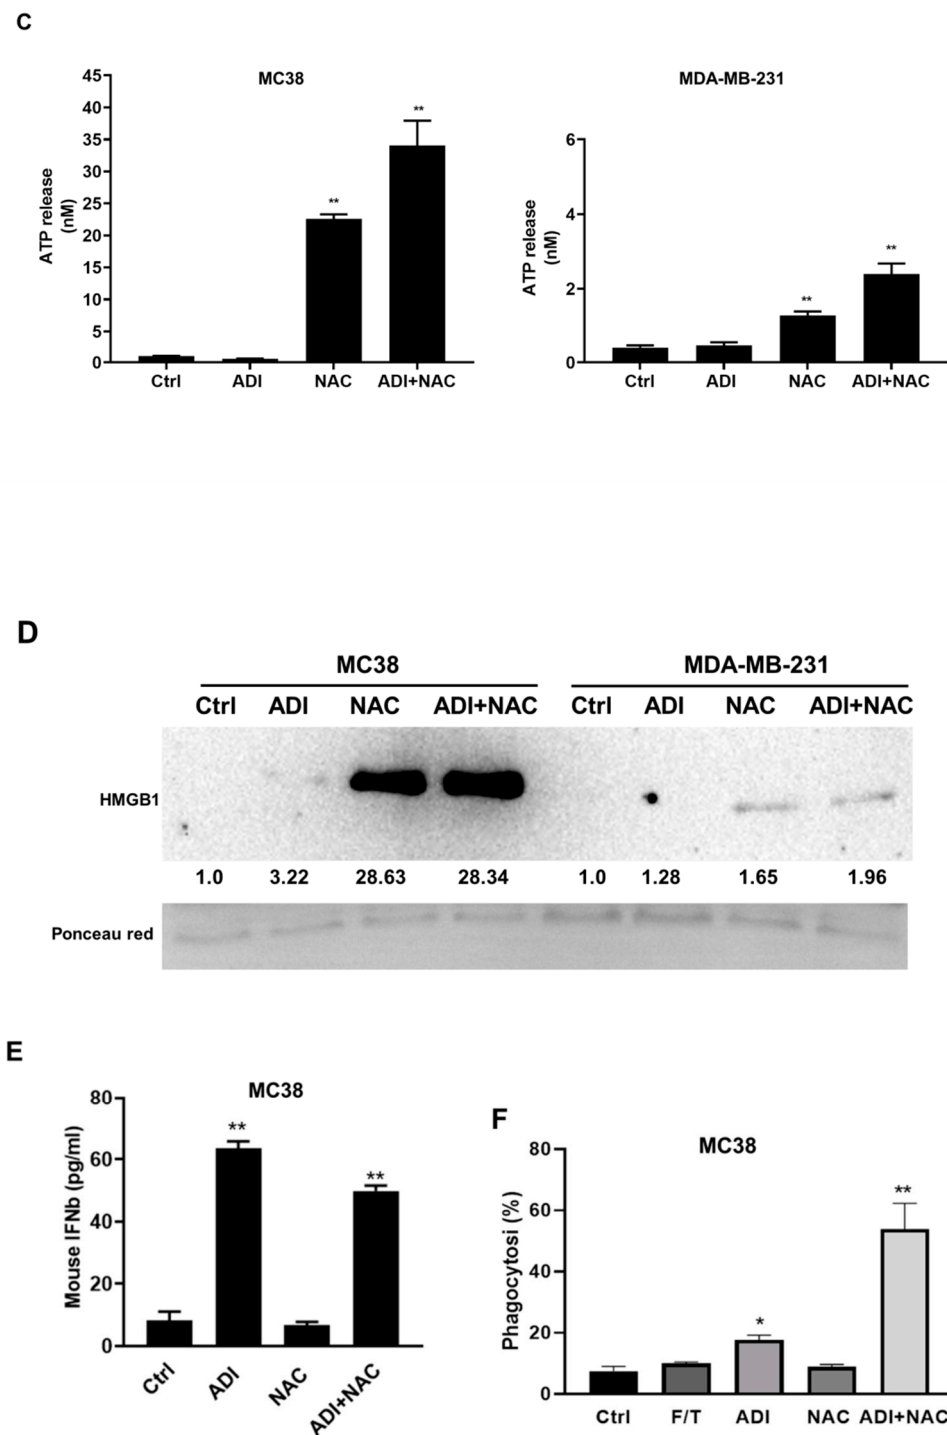 C
MC38
45
40
35
30
25
20
15
10
5
0
ATP release
(nM)
**
**
Ctrl ADI NAC ADI+NAC
MDA-MB-231
6
4
2
0
ATP release
(nM)
**
**
Ctrl ADI NAC ADI+NAC
D
MC38 MDA-MB-231
Ctrl ADI NAC ADI+NAC Ctrl ADI NAC ADI+NAC
HMGB1
1.0 3.22 28.63 28.34 1.0 1.28 1.65 1.96
Ponceau red
E
MC38
80
60
40
20
0
Mouse IFNb (pg/ml)
**
**
Ctrl ADI NAC ADI+NAC
F
MC38
80
60
40
20
0
Phagocytosi (%)
*
**
Ctrl F/T ADI NAC ADI+NAC